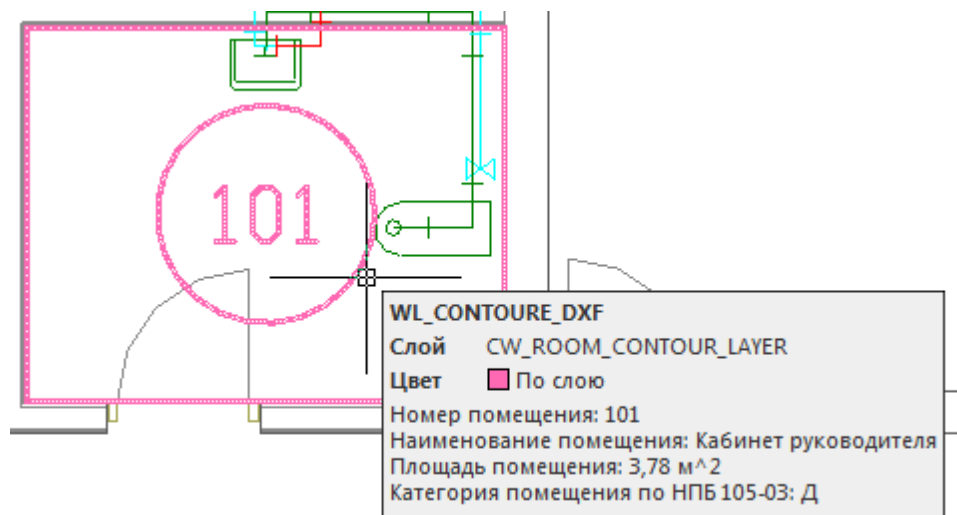 101
WL_CONTOURE_DXF
Слой CW_ROOM_CONTOUR_LAYER
Цвет По слою
Номер помещения: 101
Наименование помещения: Кабинет руководителя
Площадь помещения: 3,78 м^2
Категория помещения по НПБ 105-03: Д